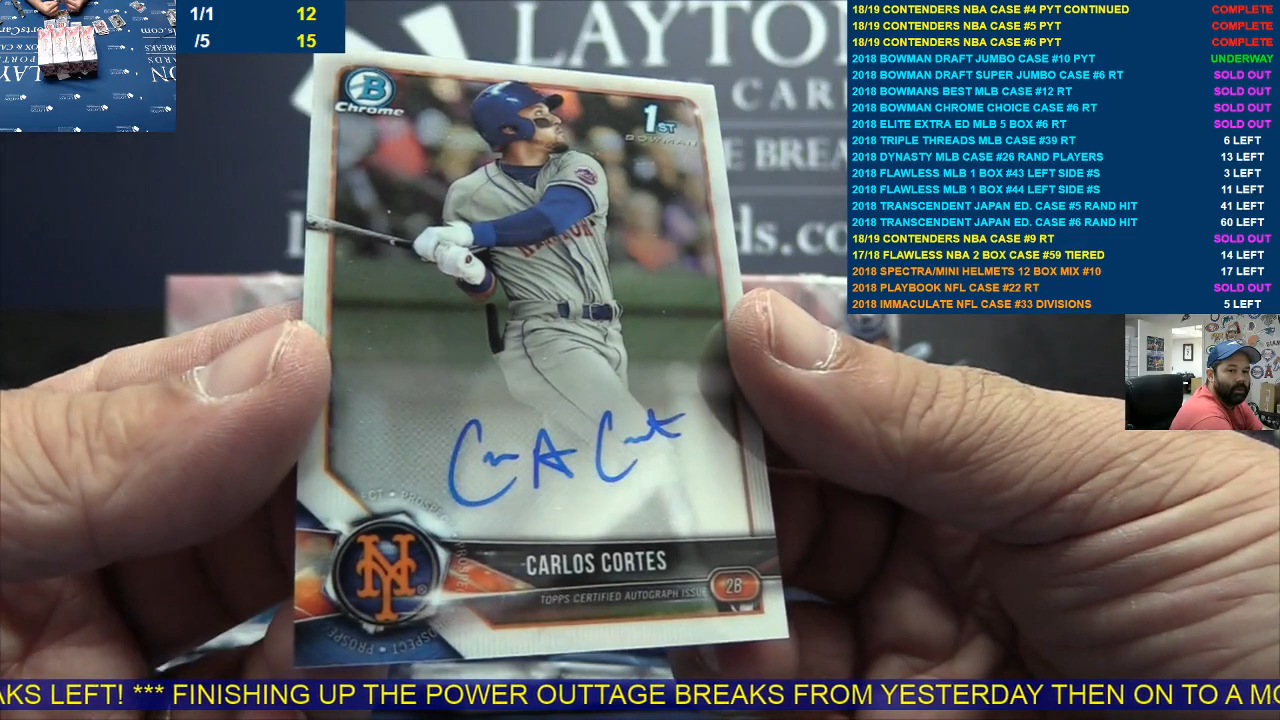 1/1 12
/5 15
18/19 CONTENDERS NBA CASE #4 PYT CONTINUED COMPLETE
18/19 CONTENDERS NBA CASE #5 PYT COMPLETE
18/19 CONTENDERS NBA CASE #6 PYT COMPLETE
2018 BOWMAN DRAFT JUMBO CASE #10 PYT UNDERWAY
2018 BOWMAN DRAFT SUPER JUMBO CASE #6 RT SOLD OUT
2018 BOWMANS BEST MLB CASE #12 RT SOLD OUT
2018 BOWMAN CHROME CHOICE CASE #6 RT SOLD OUT
2018 ELITE EXTRA ED MLB 5 BOX #6 RT SOLD OUT
2018 TRIPLE THREADS MLB CASE #39 RT 6 LEFT
2018 DYNASTY MLB CASE #26 RAND PLAYERS 13 LEFT
2018 FLAWLESS MLB 1 BOX #43 LEFT SIDE #S 3 LEFT
2018 FLAWLESS MLB 1 BOX #44 LEFT SIDE #S 11 LEFT
2018 TRANSCENDENT JAPAN ED. CASE #5 RAND HIT 41 LEFT
2018 TRANSCENDENT JAPAN ED. CASE #6 RAND HIT 60 LEFT
18/19 CONTENDERS NBA CASE #9 RT SOLD OUT
17/18 FLAWLESS NBA 2 BOX CASE #59 TIERED 14 LEFT
2018 SPECTRA/MINI HELMETS 12 BOX MIX #10 17 LEFT
2018 PLAYBOOK NFL CASE #22 RT SOLD OUT
2018 IMMACULATE NFL CASE #33 DIVISIONS 5 LEFT
LAYTON
CAR
E BREA
ds.co
B
Chrome
1ST
BOWMAN
CARLOS CORTES
2B
TOPPS CERTIFIED AUTOGRAPH ISSUE
NY
AKS LEFT! *** FINISHING UP THE POWER OUTTAGE BREAKS FROM YESTERDAY THEN ON TO A MO